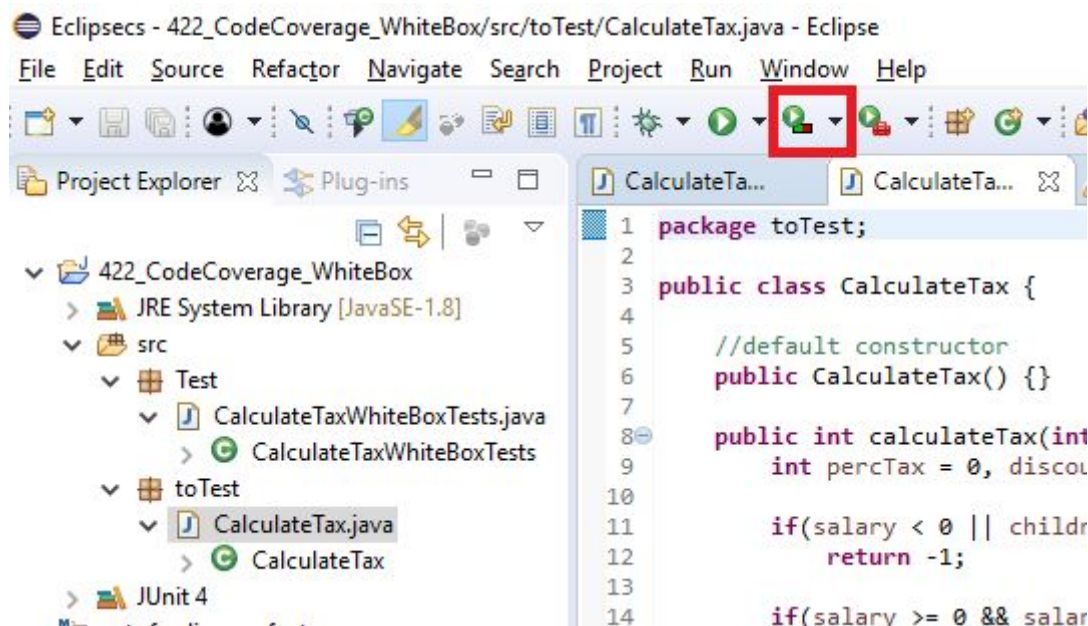 Eclipsecs - 422_CodeCoverage_WhiteBox/src/toTest/CalculateTax.java - Eclipse
File Edit Source Refactor Navigate Search Project Run Window Help
Project Explorer Plug-ins
422_CodeCoverage_WhiteBox
JRE System Library [JavaSE-1.8]
src
Test
CalculateTaxWhiteBoxTests.java
CalculateTaxWhiteBoxTests
toTest
CalculateTax.java
CalculateTax
JUnit 4
CalculateTa... CalculateTa...
1 package toTest;
2
3 public class CalculateTax {
4
5 //default constructor
6 public CalculateTax() {}
7
8 public int calculateTax(int
9 int percTax = 0, discou
10
11 if(salary < 0 || childr
12 return -1;
13
14 if(salary >= 0 && salar